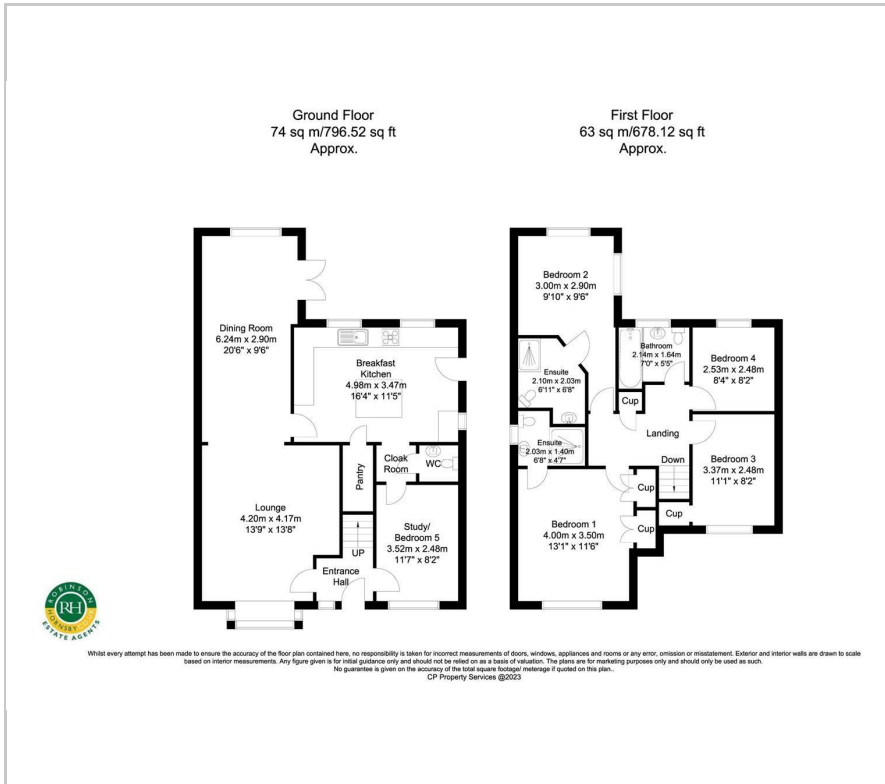 Ground Floor
74 sq m/796.52 sq ft
Approx.
First Floor
63 sq m/678.12 sq ft
Approx.
Dining Room
6.24m x 2.90m
20'6" x 9'6"
Breakfast
Kitchen
4.98m x 3.47m
16'4" x 11'5"
Cloak
Room
WC
Pantry
Lounge
4.20m x 4.17m
13'9" x 13'8"
Study/
Bedroom 5
3.52m x 2.48m
11'7" x 8'2"
UP
Entrance
Hall
Bedroom 2
3.00m x 2.90m
9'10" x 9'6"
Bathroom
2.14m x 1.64m
7'0" x 5'5"
Bedroom 4
2.53m x 2.48m
8'4" x 8'2"
Ensuite
2.10m x 2.03m
6'11" x 6'8"
Cup
Landing
Ensuite
2.03m x 1.40m
6'8" x 4'7"
Down
Bedroom 3
3.37m x 2.48m
11'1" x 8'2"
Cup
Cup
Cup
Bedroom 1
4.00m x 3.50m
13'1" x 11'6"
ROBINSON
HORNSBY
RH
ESTATE AGENTS
Whilst every attempt has been made to ensure the accuracy of the floor plan contained here, no responsibility is taken for incorrect measurements of doors, windows, appliances and rooms or any error, omission or misstatement. Exterior and interior walls are drawn to scale
based on interior measurements. Any figure given is for initial guidance only and should not be relied on as a basis of valuation. The plans are for marketing purposes only and should only be used as such.
No guarantee is given on the accuracy of the total square footage/ meterage if quoted on this plan..
CP Property Services @2023